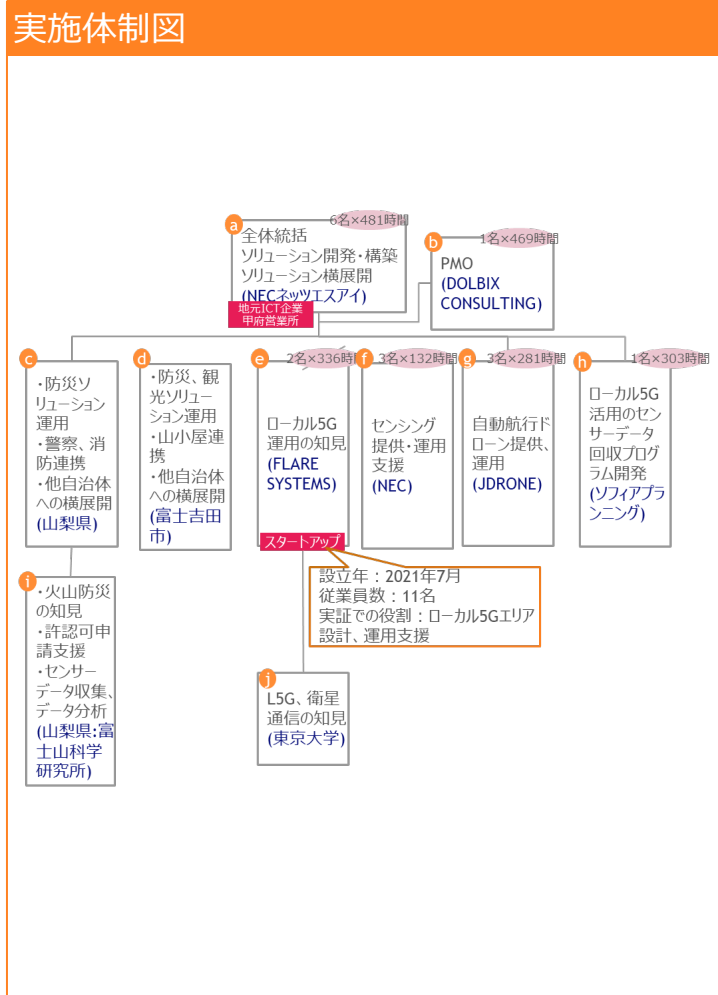 実施体制図
a
6名×481時間
全体統括
ソリューション開発・構築
ソリューション横展開
(NECネッツエスアイ)
地元ICT企業
甲府営業所
b
1名×469時間
PMO
(DOLBIX
CONSULTING)
c
・防災ソ
リューション
運用
・警察、消
防連携
・他自治体
への横展開
(山梨県)
d
・防災、観
光ソリュー
ション運用
・山小屋連
携
・他自治体
への横展開
(富士吉田
市)
e
2名×336時
ローカル5G
運用の知見
(FLARE
SYSTEMS)
スタートアップ
f
3名×132時間
センシング
提供・運用
支援
(NEC)
g
3名×281時間
自動航行ド
ローン提供、
運用
(JDRONE)
h
1名×303時間
ローカル5G
活用のセン
サーデータ
回収プログ
ラム開発
(ソフィアプラ
ンニング)
設立年：2021年7月
従業員数：11名
実証での役割：ローカル5Gエリア
設計、運用支援
i
・火山防災
の知見
・許認可申
請支援
・センサー
データ収集、
データ分析
(山梨県:富
士山科学
研究所)
j
L5G、衛星
通信の知見
(東京大学)